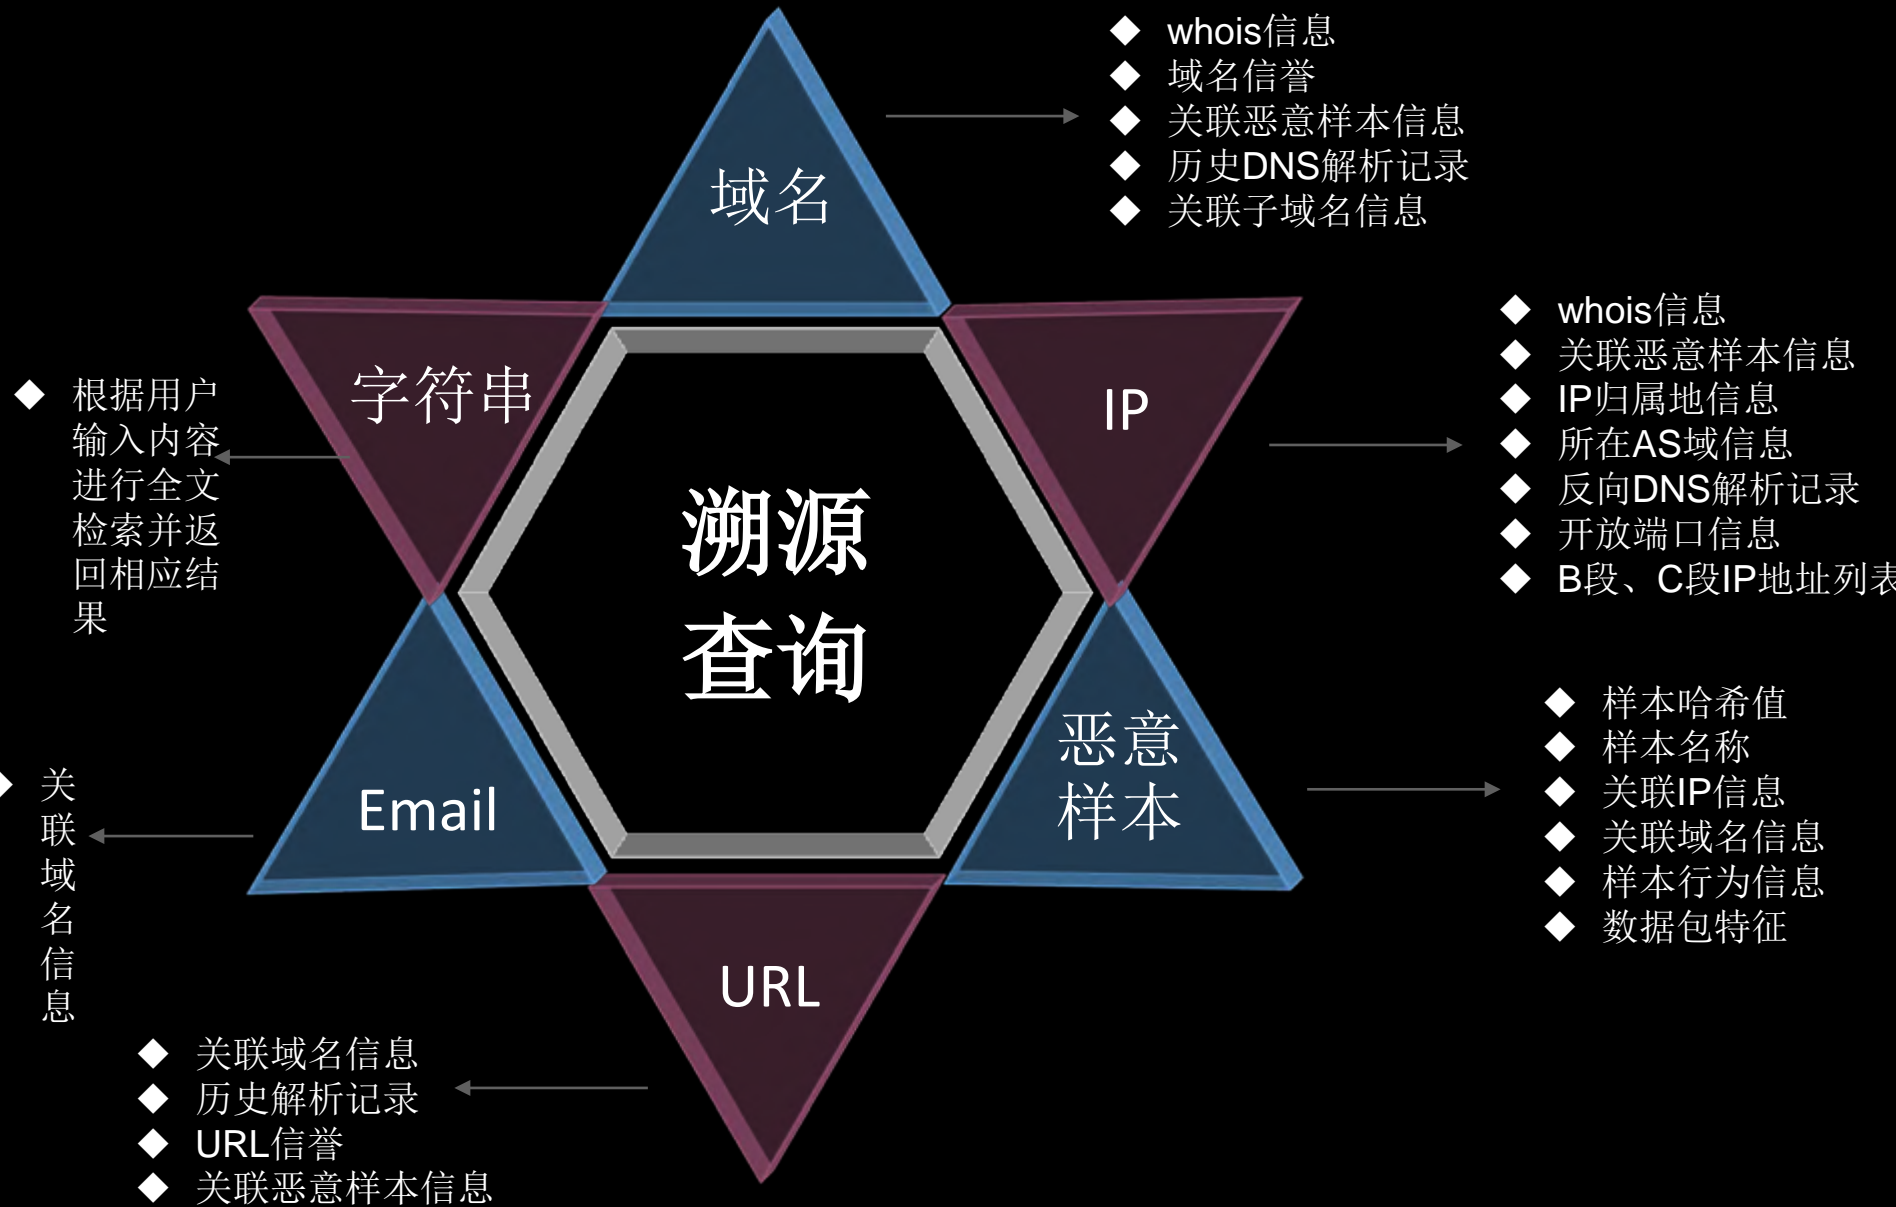 whois信息
域名信誉
关联恶意样本信息
历史DNS解析记录
关联子域名信息
域名
whois信息
关联恶意样本信息
IP归属地信息
所在AS域信息
反向DNS解析记录
开放端口信息
B段、C段IP地址列表
IP
字符串
根据用户
输入内容
进行全文
检索并返
回相应结
果
溯源
查询
恶意
样本
样本哈希值
样本名称
关联IP信息
关联域名信息
样本行为信息
数据包特征
Email
关
联
域
名
信
息
URL
关联域名信息
历史解析记录
URL信誉
关联恶意样本信息